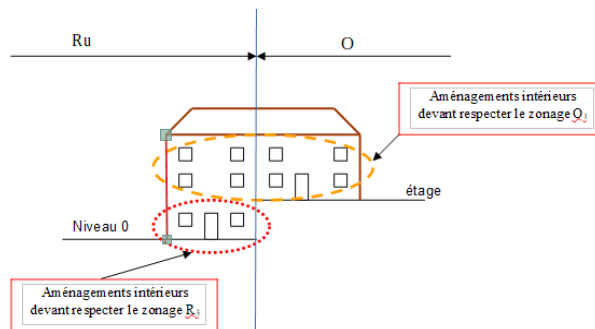 Ru
O
Aménagements intérieurs
devant respecter le zonage O3
étage
Niveau 0
Aménagements intérieurs
devant respecter le zonage R3